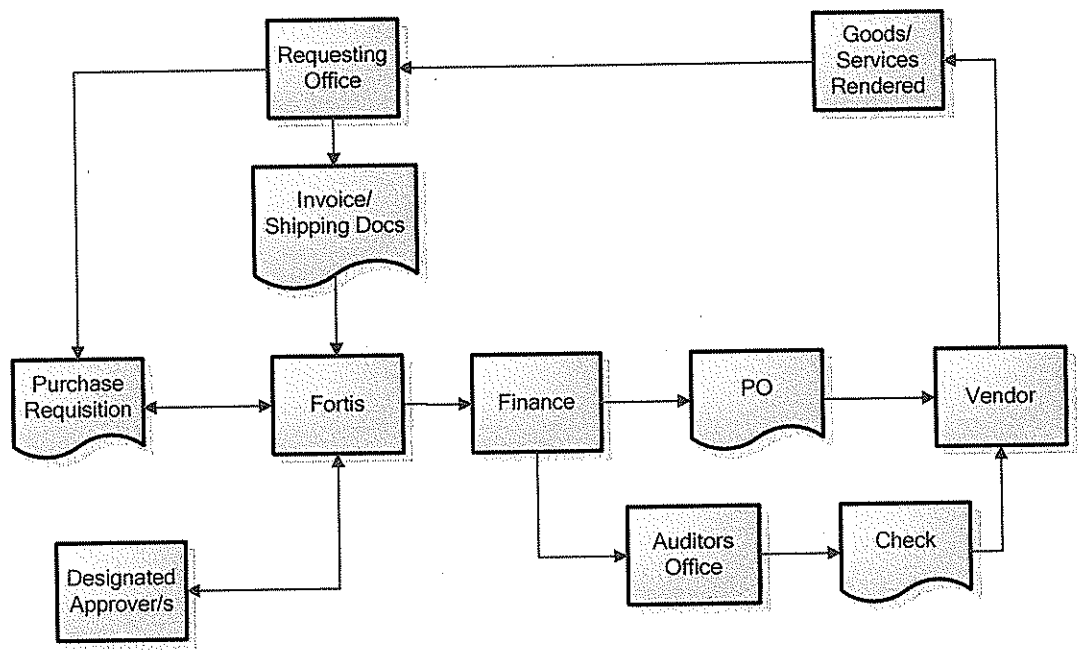 Requesting
Office
Goods/
Services
Rendered
Invoice/
Shipping Docs
Purchase
Requisition
Fortis
Finance
PO
Vendor
Auditors
Office
Check
Designated
Approver/s